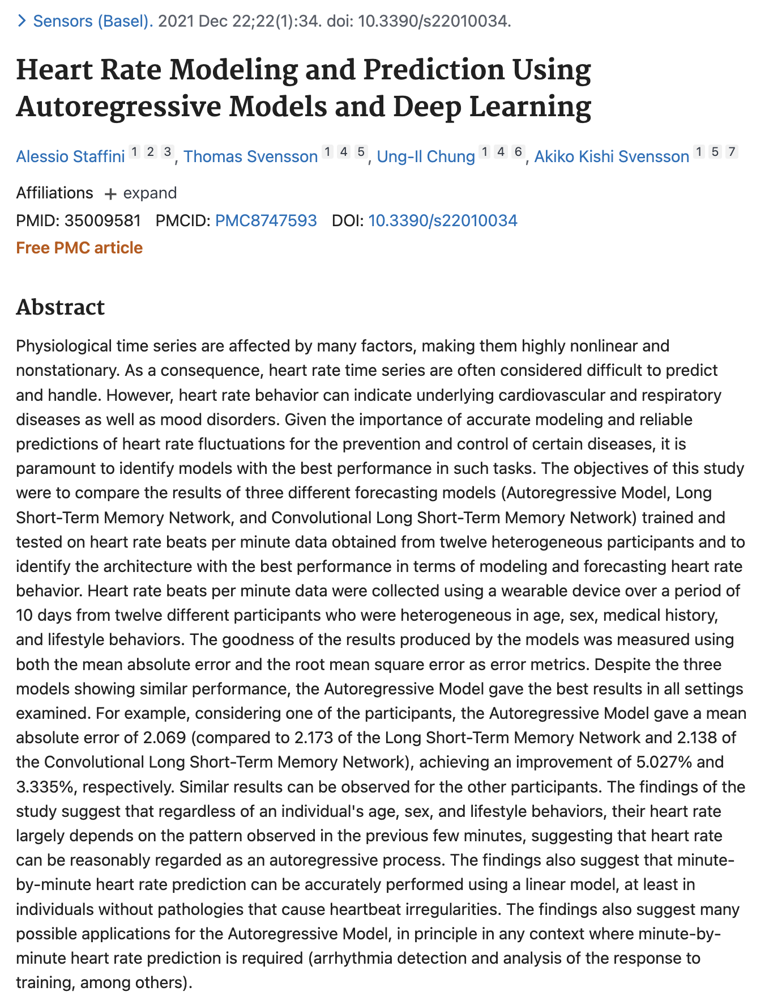 Sensors (Basel). 2021 Dec 22;22(1):34. doi: 10.3390/s22010034.
Heart Rate Modeling and Prediction Using
Autoregressive Models and Deep Learning
Alessio Staffini 1 2 3, Thomas Svensson 1 4 5, Ung-Il Chung 1 4 6, Akiko Kishi Svensson 1 5 7
Affiliations + expand
PMID: 35009581 PMCID: PMC8747593 DOI: 10.3390/s22010034
Free PMC article
Abstract
Physiological time series are affected by many factors, making them highly nonlinear and
nonstationary. As a consequence, heart rate time series are often considered difficult to predict
and handle. However, heart rate behavior can indicate underlying cardiovascular and respiratory
diseases as well as mood disorders. Given the importance of accurate modeling and reliable
predictions of heart rate fluctuations for the prevention and control of certain diseases, it is
paramount to identify models with the best performance in such tasks. The objectives of this study
were to compare the results of three different forecasting models (Autoregressive Model, Long
Short-Term Memory Network, and Convolutional Long Short-Term Memory Network) trained and
tested on heart rate beats per minute data obtained from twelve heterogeneous participants and to
identify the architecture with the best performance in terms of modeling and forecasting heart rate
behavior. Heart rate beats per minute data were collected using a wearable device over a period of
10 days from twelve different participants who were heterogeneous in age, sex, medical history,
and lifestyle behaviors. The goodness of the results produced by the models was measured using
both the mean absolute error and the root mean square error as error metrics. Despite the three
models showing similar performance, the Autoregressive Model gave the best results in all settings
examined. For example, considering one of the participants, the Autoregressive Model gave a mean
absolute error of 2.069 (compared to 2.173 of the Long Short-Term Memory Network and 2.138 of
the Convolutional Long Short-Term Memory Network), achieving an improvement of 5.027% and
3.335%, respectively. Similar results can be observed for the other participants. The findings of the
study suggest that regardless of an individual's age, sex, and lifestyle behaviors, their heart rate
largely depends on the pattern observed in the previous few minutes, suggesting that heart rate
can be reasonably regarded as an autoregressive process. The findings also suggest that minute-
by-minute heart rate prediction can be accurately performed using a linear model, at least in
individuals without pathologies that cause heartbeat irregularities. The findings also suggest many
possible applications for the Autoregressive Model, in principle in any context where minute-by-
minute heart rate prediction is required (arrhythmia detection and analysis of the response to
training, among others).